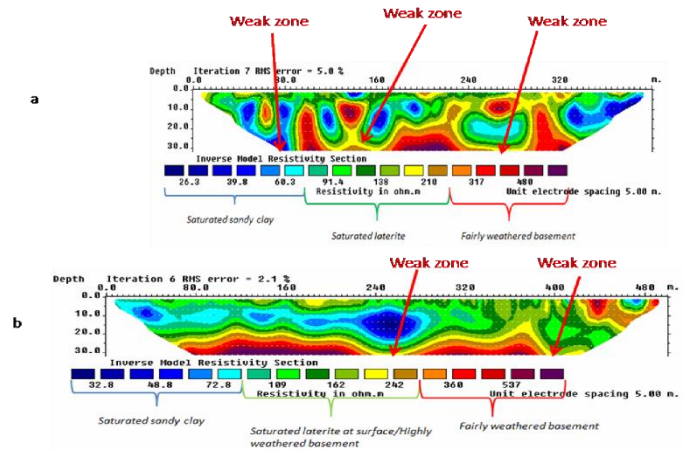 Weak zone
Weak zone
Weak zone
a
Depth Iteration 7 RMS error = 5.0 %
0.0 80.0 160 240 320 m.
0.0
10.0
20.0
30.0
Inverse Model Resistivity Section
26.3 39.8 60.3 91.4 138 210 317 480
Resistivity in ohm.m
Unit electrode spacing 5.00 m.
Saturated sandy clay
Saturated laterite
Fairly weathered basement
Weak zone
Weak zone
b
Depth Iteration 6 RMS error = 2.1 %
0.0 80.0 160 240 320 400 480 m.
0.0
10.0
20.0
30.0
Inverse Model Resistivity Section
32.8 48.8 72.8 109 162 242 360 537
Resistivity in ohm.m
Unit electrode spacing 5.00 m.
Saturated sandy clay
Saturated laterite at surface/Highly
weathered basement
Fairly weathered basement